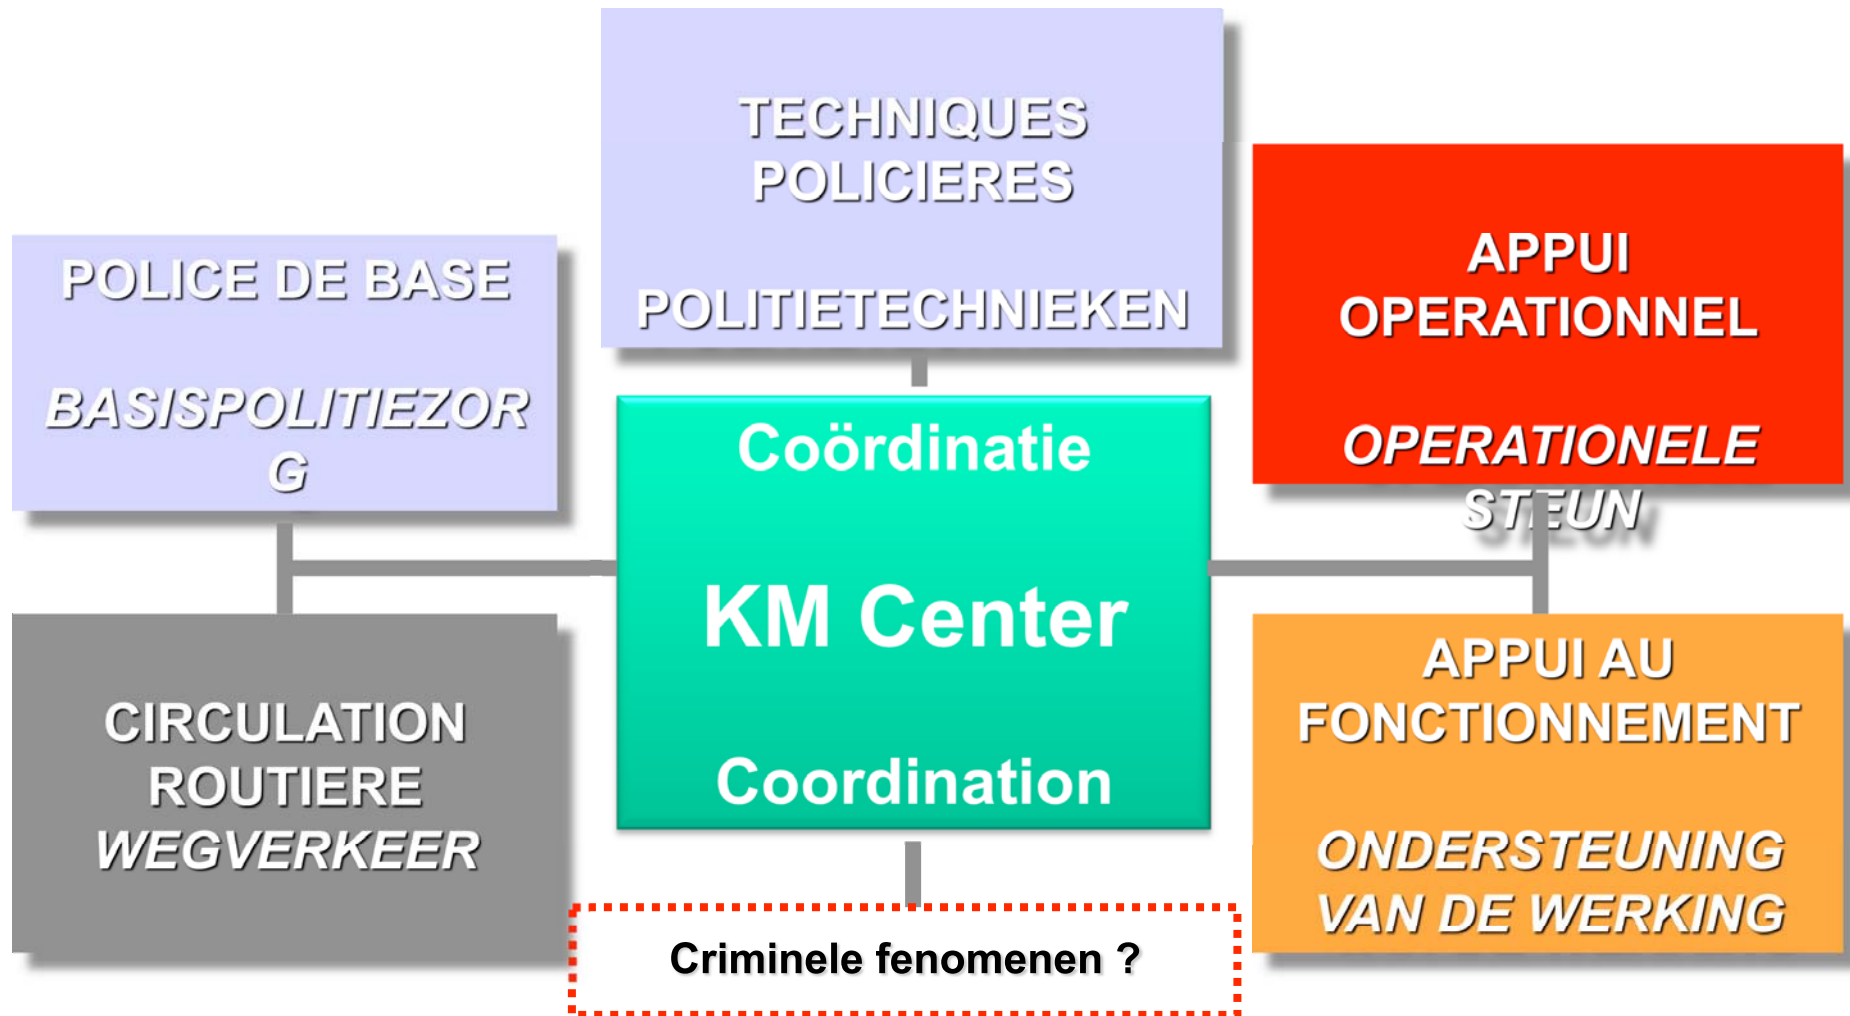 TECHNIQUES
POLICIERES
POLITIETECHNIEKEN
POLICE DE BASE
BASISPOLITIEZOR
G
APPUI
OPERATIONNEL
OPERATIONELE
STEUN
Coördinatie
KM Center
Coordination
CIRCULATION
ROUTIERE
WEGVERKEER
APPUI AU
FONCTIONNEMENT
ONDERSTEUNING
VAN DE WERKING
Criminele fenomenen ?